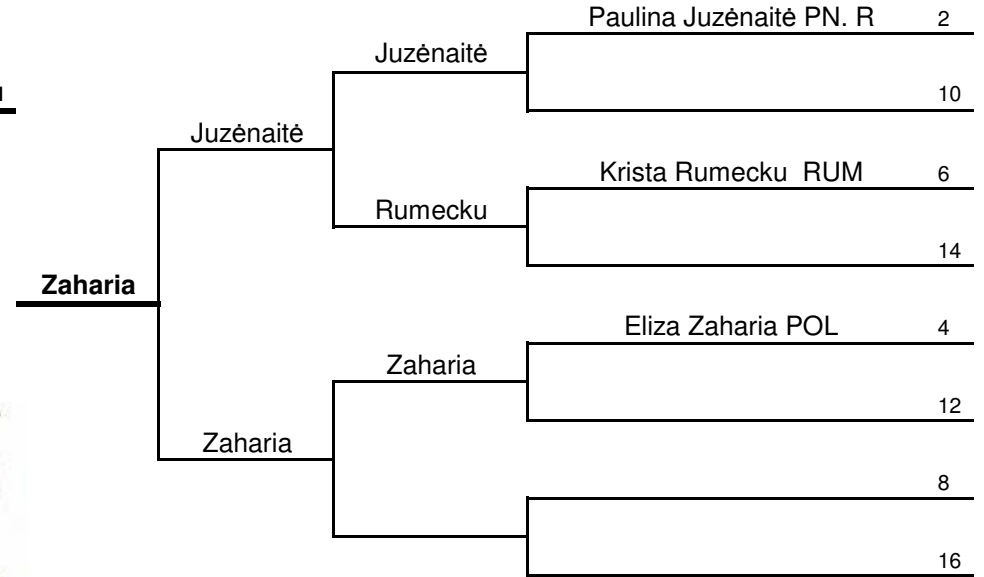 Paulina Juzėnaitė PN. R 2
Juzėnaitė
10
Juzėnaitė
Krista Rumecku RUM 6
Rumecku
14
Zaharia
Eliza Zaharia POL 4
Zaharia
12
Zaharia
8
16